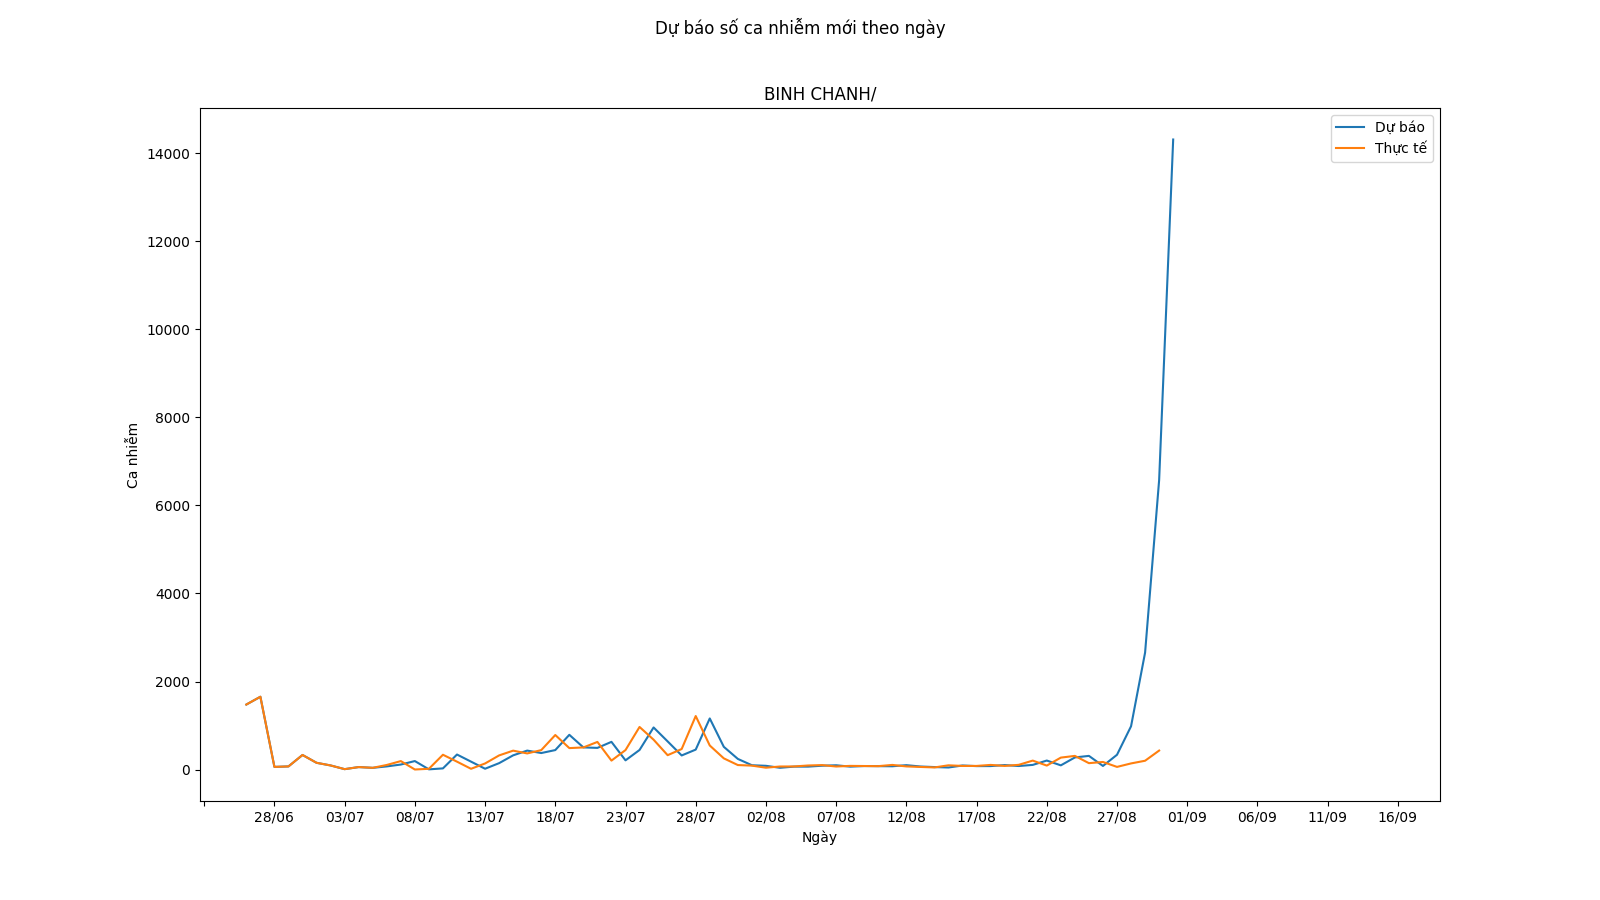 Dự báo số ca nhiễm mới theo ngày
BINH CHANH/
Dự báo
Thực tế
14000
12000
10000
8000
6000
4000
2000
0
Ca nhiễm
28/06 03/07 08/07 13/07 18/07 23/07 28/07 02/08 07/08 12/08 17/08 22/08 27/08 01/09 06/09 11/09 16/09
Ngày